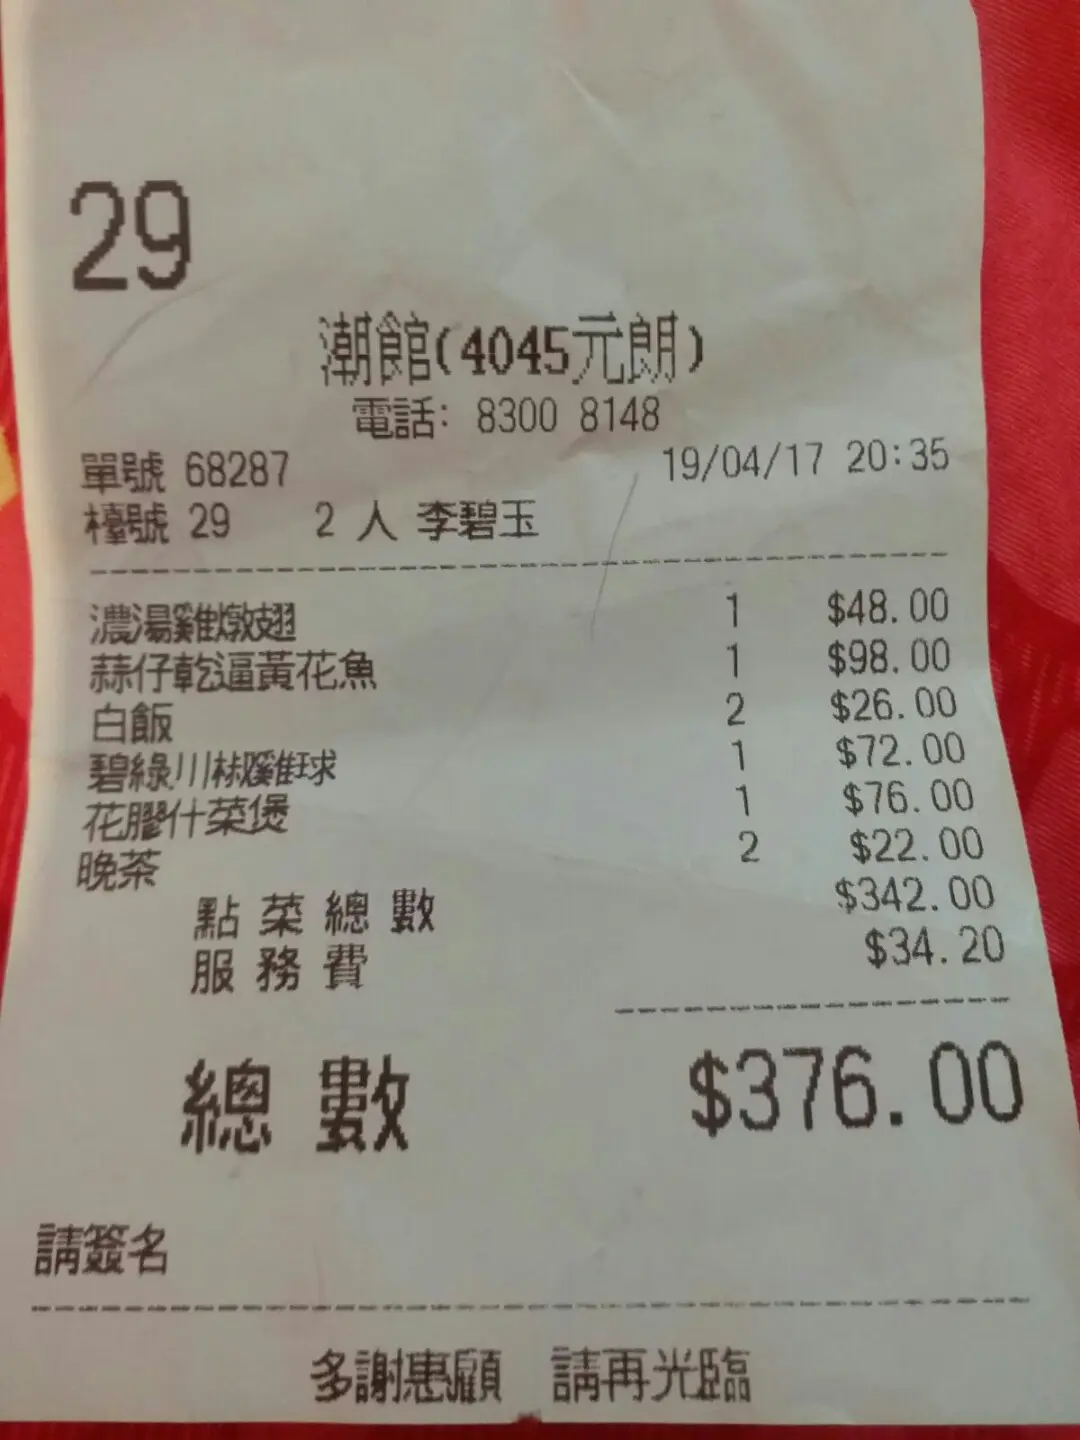 29
潮館(4045元朗)
電話: 8300 8148
單號 68287 19/04/17 20:35
檯號 29 2 人 李碧玉
濃湯雞燉翅 1 $48.00
蒜仔乾逼黃花魚 1 $98.00
白飯 2 $26.00
碧綠川椒雞球 1 $72.00
花膠什菜煲 1 $76.00
晚茶 2 $22.00
點菜總數 $342.00
服務費 $34.20
總數 $376.00
請簽名
多謝惠顧 請再光臨